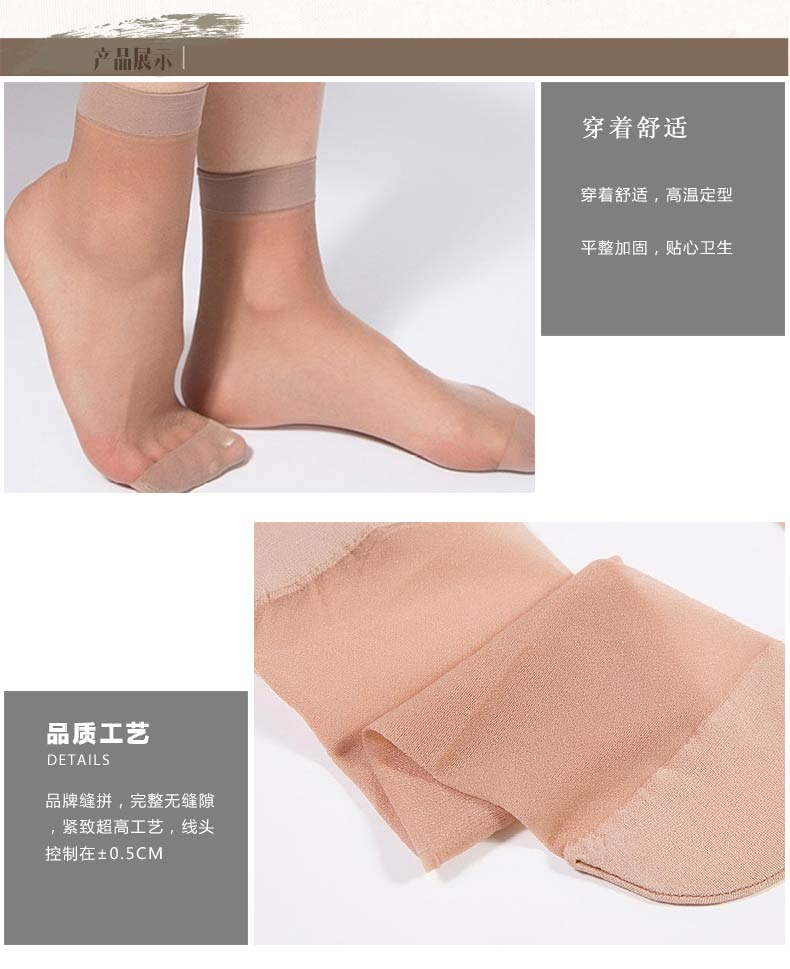 产品展示
穿着舒适
穿着舒适，高温定型
平整加固，贴心卫生
品质工艺
DETAILS
品牌缝拼，完整无缝隙
，紧致超高工艺，线头
控制在±0.5CM